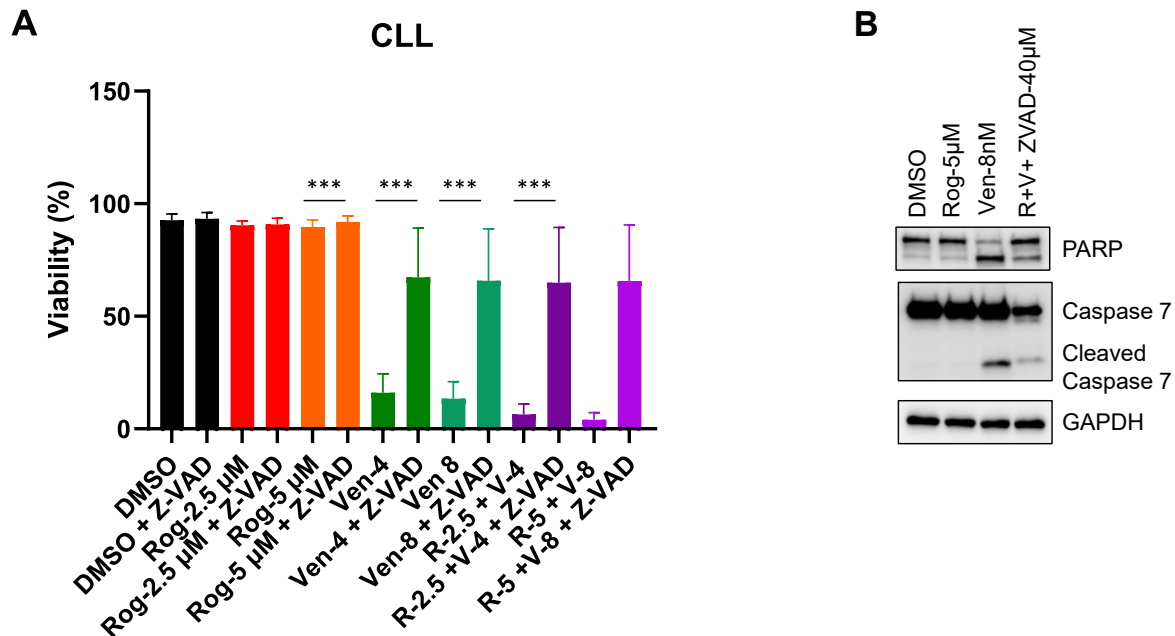 A
CLL
Viability (%)
150
100
50
0
***
***
***
***
DMSO
DMSO + Z-VAD
Rog-2.5 µM
Rog-2.5 µM + Z-VAD
Rog-5 µM
Rog-5 µM + Z-VAD
Ven-4
Ven-4 + Z-VAD
Ven 8
Ven-8 + Z-VAD
R-2.5 + V-4
R-2.5 +V-4 + Z-VAD
R-5 + V-8
R-5 +V-8 + Z-VAD
B
DMSO
Rog-5µM
Ven-8nM
R+V+ ZVAD-40µM
PARP
Caspase 7
Cleaved
Caspase 7
GAPDH